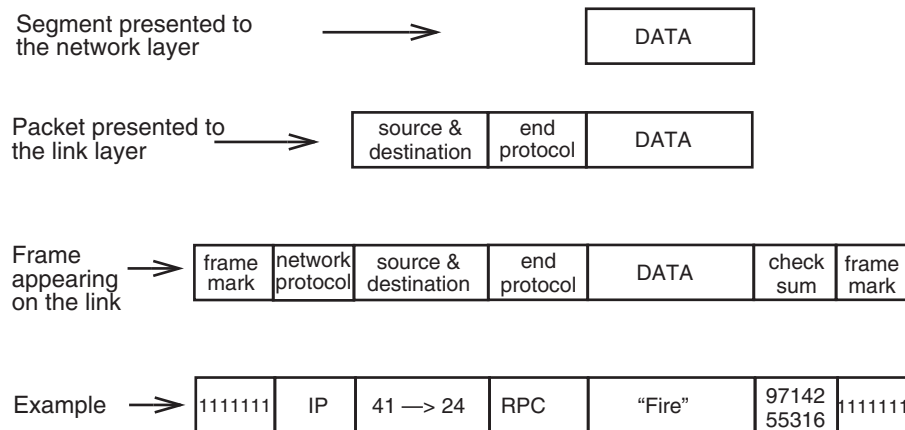 Segment presented to
the network layer
DATA
Packet presented to
the link layer
source &
destination
end
protocol
DATA
Frame
appearing
on the link
frame
mark
network
protocol
source &
destination
end
protocol
DATA
check
sum
frame
mark
Example
1111111
IP
41 —> 24
RPC
“Fire”
97142
55316
1111111